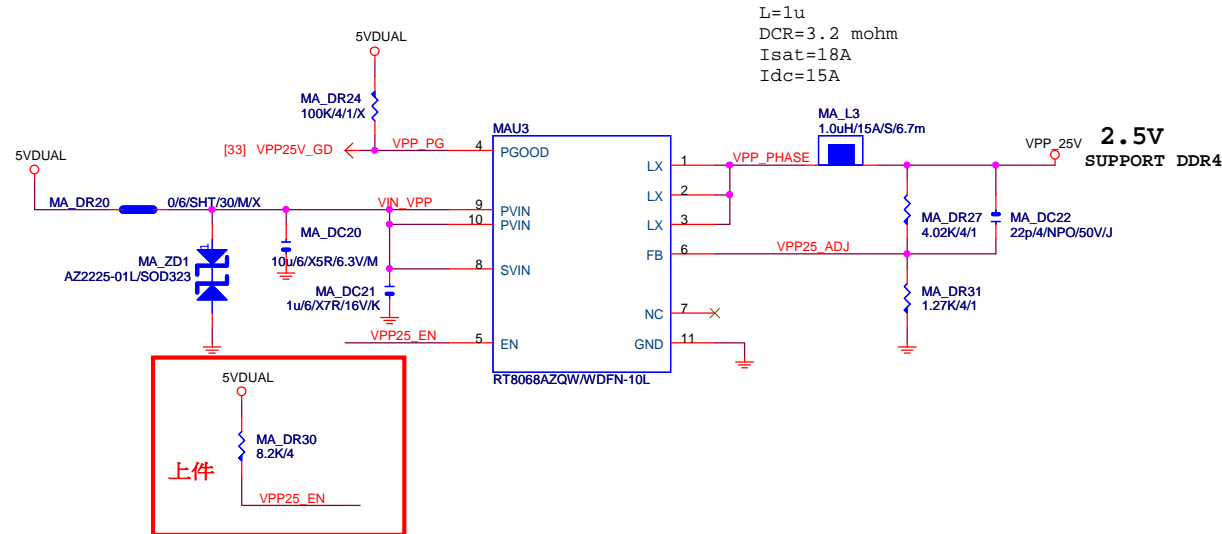 L=1u
DCR=3.2 mohm
Isat=18A
Idc=15A
5VDUAL
MA_DR24
100K/4/1/X
MAU3
MA_L3
1.0uH/15A/S/6.7m
[33] VPP25V_GD
VPP_PG
4
PGOOD
LX
1
VPP_PHASE
VPP_25V
2.5V
SUPPORT DDR4
5VDUAL
MA_DR20
0/6/SHT/30/M/X
VIN_VPP
9
PVIN
10
PVIN
LX
2
LX
3
MA_DR27
4.02K/4/1
MA_DC22
22p/4/NPO/50V/J
1
MA_ZD1
AZ2225-01L/SOD323
MA_DC20
10u/6/X5R/6.3V/M
8
SVIN
FB
6
VPP25_ADJ
MA_DC21
1u/6/X7R/16V/K
MA_DR31
1.27K/4/1
NC
7
VPP25_EN
5
EN
GND
11
RT8068AZQW/WDFN-10L
5VDUAL
MA_DR30
8.2K/4
上件
VPP25_EN